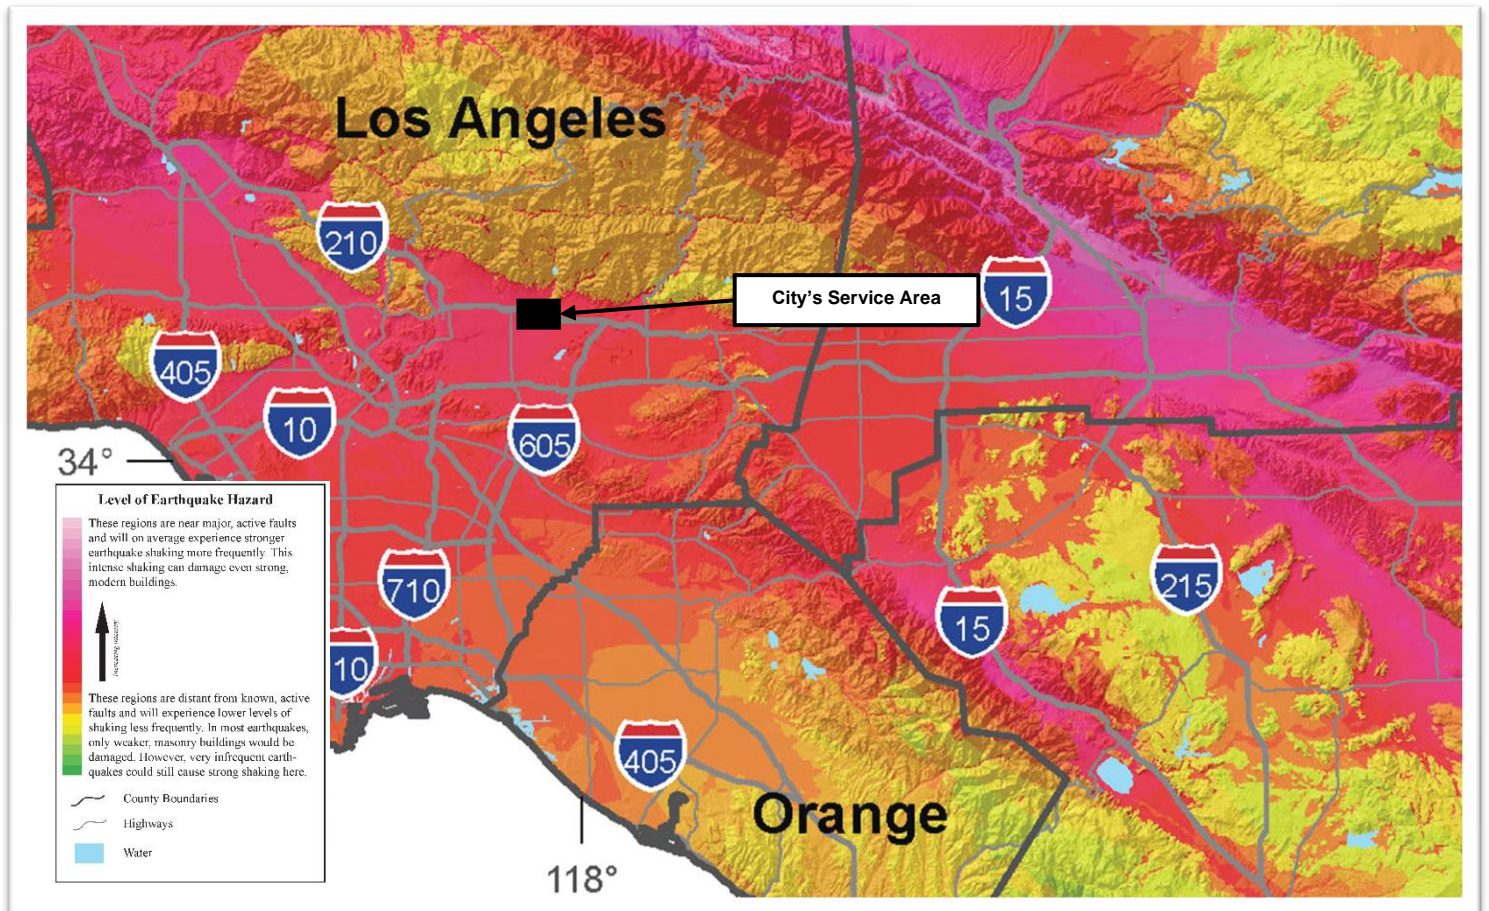 Los Angeles
210
City's Service Area
15
405
10
605
34°
Level of Earthquake Hazard
These regions are near major, active faults
and will on average experience stronger
earthquake shaking more frequently. This
intense shaking can damage even strong,
modern buildings.
Increasing intensity
These regions are distant from known, active
faults and will experience lower levels of
shaking less frequently. In most earthquakes,
only weaker, masonry buildings would be
damaged. However, very infrequent earth-
quakes could still cause strong shaking here.
County Boundaries
Highways
Water
710
215
15
10
405
Orange
118°